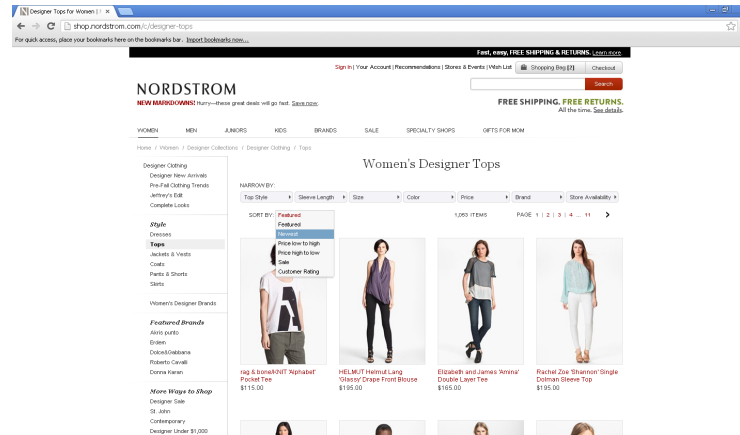 Designer Tops for Women | 
shop.nordstrom.com/c/designer-tops
For quick access, place your bookmarks here on the bookmarks bar. Import bookmarks now...
Fast, easy, FREE SHIPPING & RETURNS. Learn more.
Sign In | Your Account | Recommendations | Stores & Events | Wish List Shopping Bag [7] Checkout
NORDSTROM
Search
NEW MARKDOWNS! Hurry—these great deals will go fast. Save now.
FREE SHIPPING. FREE RETURNS.
All the time. See details.
WOMEN MEN JUNIORS KIDS BRANDS SALE SPECIALTY SHOPS GIFTS FOR MOM
Home / Women / Designer Collections / Designer Clothing / Tops
Designer Clothing
Designer New Arrivals
Pre-Fall Clothing Trends
Jeffrey's Edit
Complete Looks
Style
Dresses
Tops
Jackets & Vests
Coats
Pants & Shorts
Skirts
Women's Designer Brands
Featured Brands
Akris punto
Erdem
Dolce&Gabbana
Roberto Cavalli
Donna Karan
More Ways to Shop
Designer Sale
St. John
Contemporary
Designer Under $1,000
Women's Designer Tops
NARROW BY:
Top Style Sleeve Length Size Color Price Brand Store Availability
SORT BY: Featured
1,063 ITEMS PAGE 1 | 2 | 3 | 4 ... 11
Featured
Newest
Price low to high
Price high to low
Sale
Customer Rating
rag & bone/KNIT 'Alphabet' Pocket Tee
$115.00
HELMUT Helmut Lang 'Glassy' Drape Front Blouse
$195.00
Elizabeth and James 'Amina' Double Layer Tee
$165.00
Rachel Zoe 'Shannon' Single Dolman Sleeve Top
$195.00